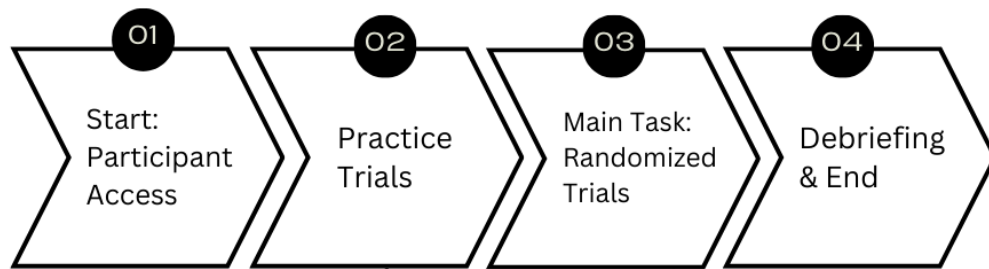 01
Start:
Participant
Access
02
Practice
Trials
03
Main Task:
Randomized
Trials
04
Debriefing
& End